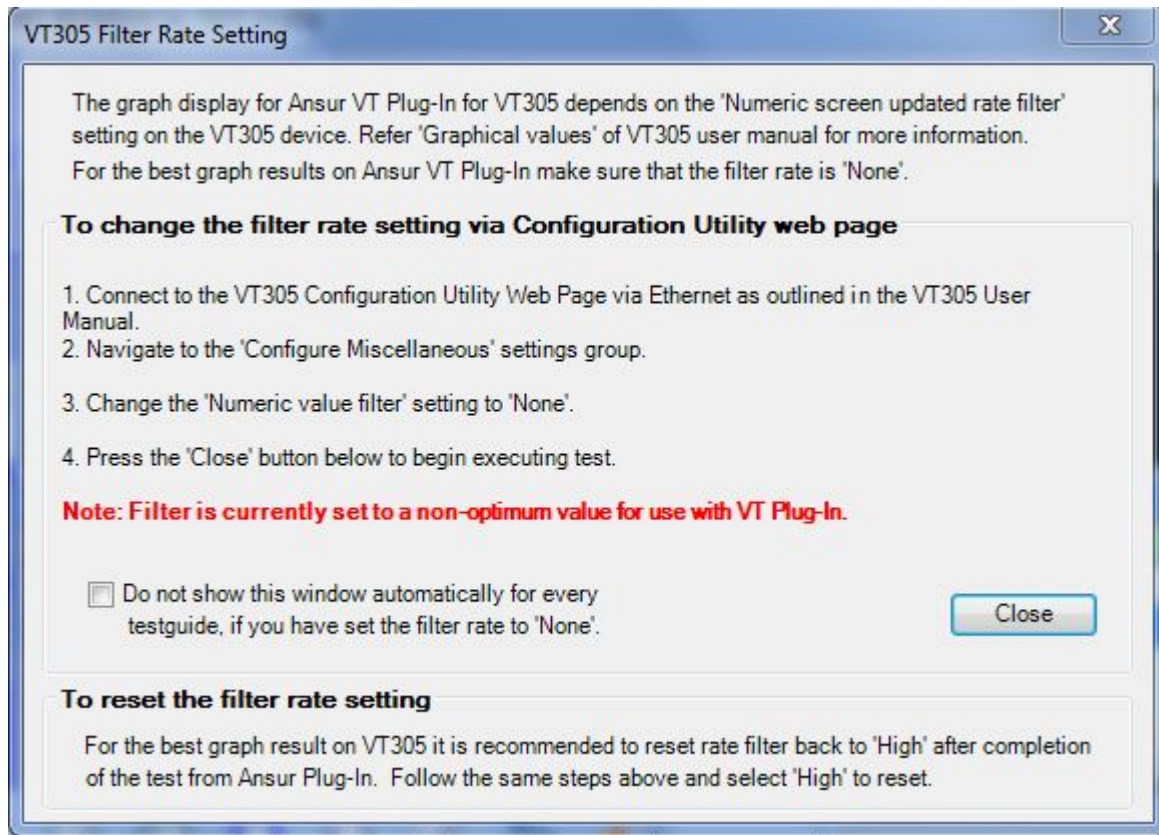 VT305 Filter Rate Setting
The graph display for Ansur VT Plug-In for VT305 depends on the 'Numeric screen updated rate filter'
setting on the VT305 device. Refer 'Graphical values' of VT305 user manual for more information.
For the best graph results on Ansur VT Plug-In make sure that the filter rate is 'None'.
To change the filter rate setting via Configuration Utility web page
1. Connect to the VT305 Configuration Utility Web Page via Ethernet as outlined in the VT305 User
Manual.
2. Navigate to the 'Configure Miscellaneous' settings group.
3. Change the 'Numeric value filter' setting to 'None'.
4. Press the 'Close' button below to begin executing test.
Note: Filter is currently set to a non-optimum value for use with VT Plug-In.
Do not show this window automatically for every
testguide, if you have set the filter rate to 'None'.
Close
To reset the filter rate setting
For the best graph result on VT305 it is recommended to reset rate filter back to 'High' after completion
of the test from Ansur Plug-In. Follow the same steps above and select 'High' to reset.